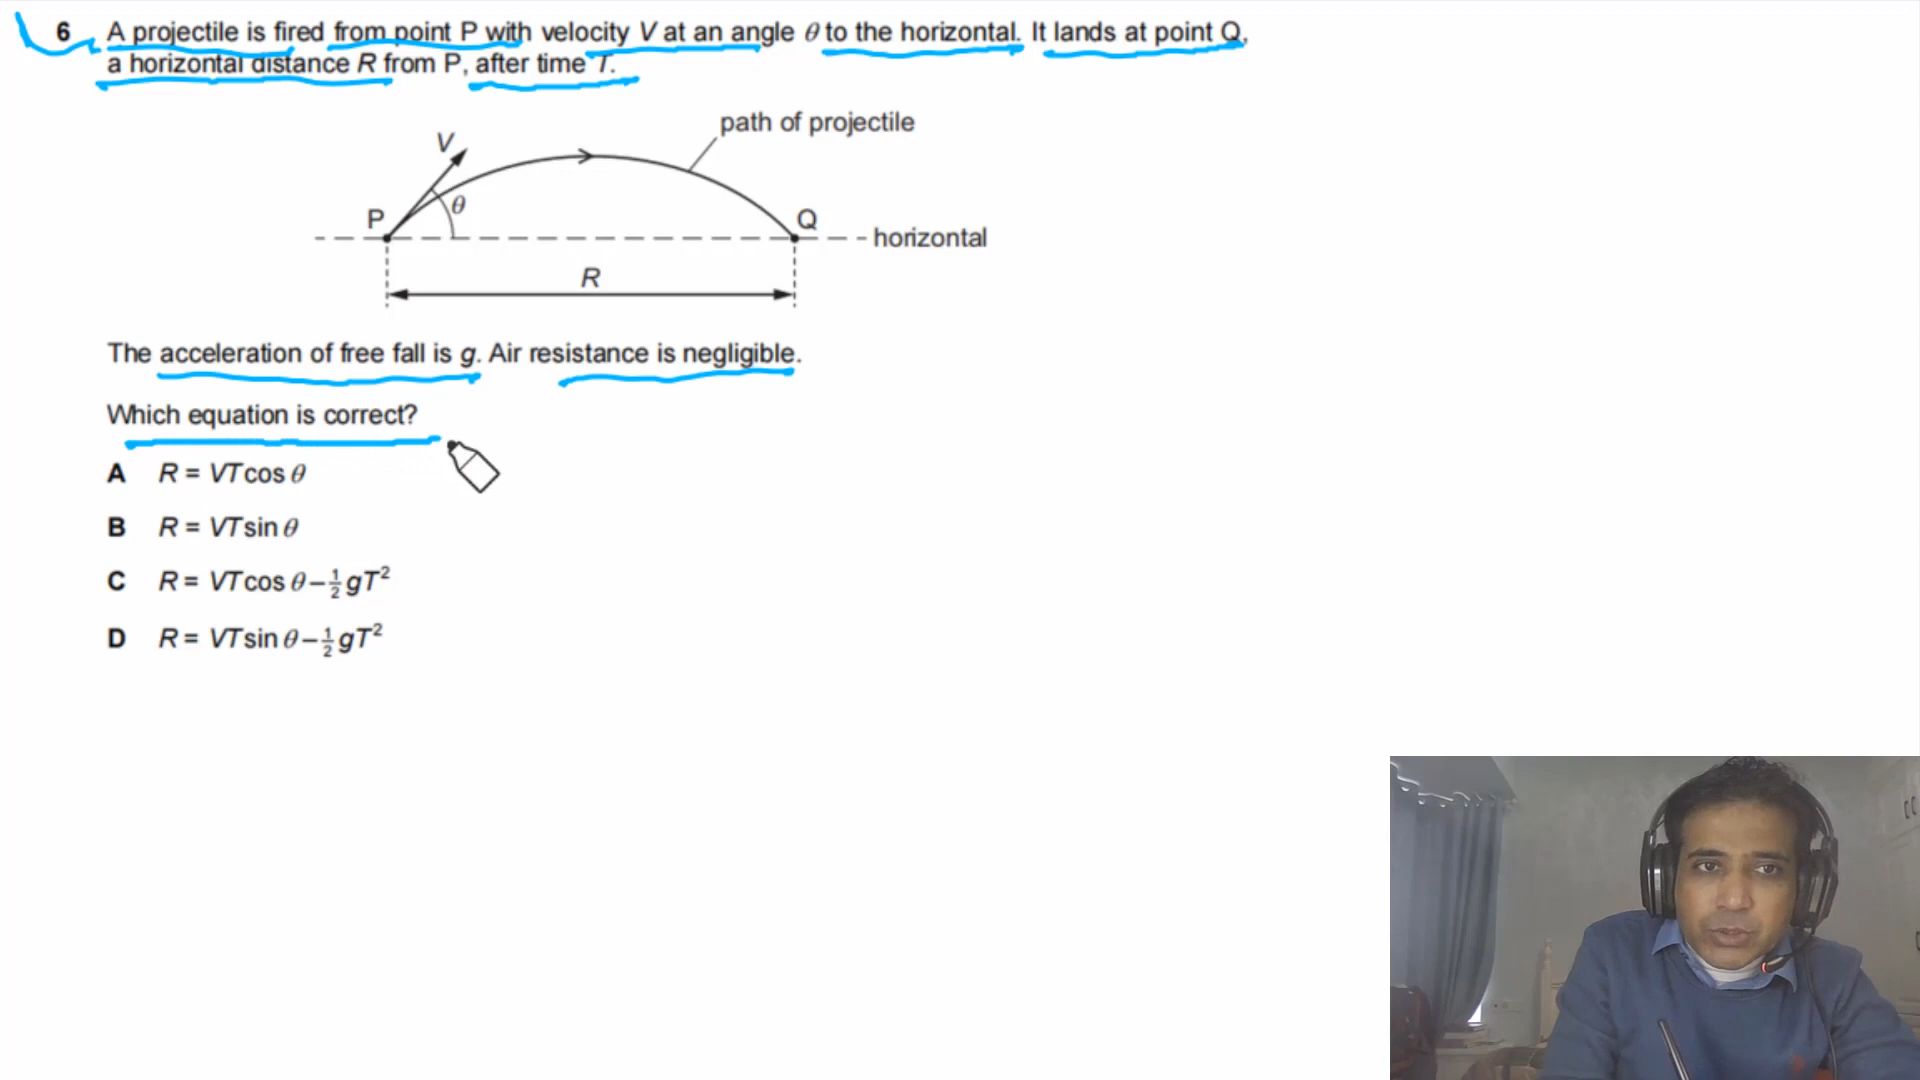 6 A projectile is fired from point P with velocity V at an angle θ to the horizontal. It lands at point Q,
a horizontal distance R from P, after time T.
path of projectile
V
θ
P
Q
horizontal
R
The acceleration of free fall is g. Air resistance is negligible.
Which equation is correct?
A R = VT cos θ
B R = VT sin θ
C R = VT cos θ – ½gT²
D R = VT sin θ – ½gT²